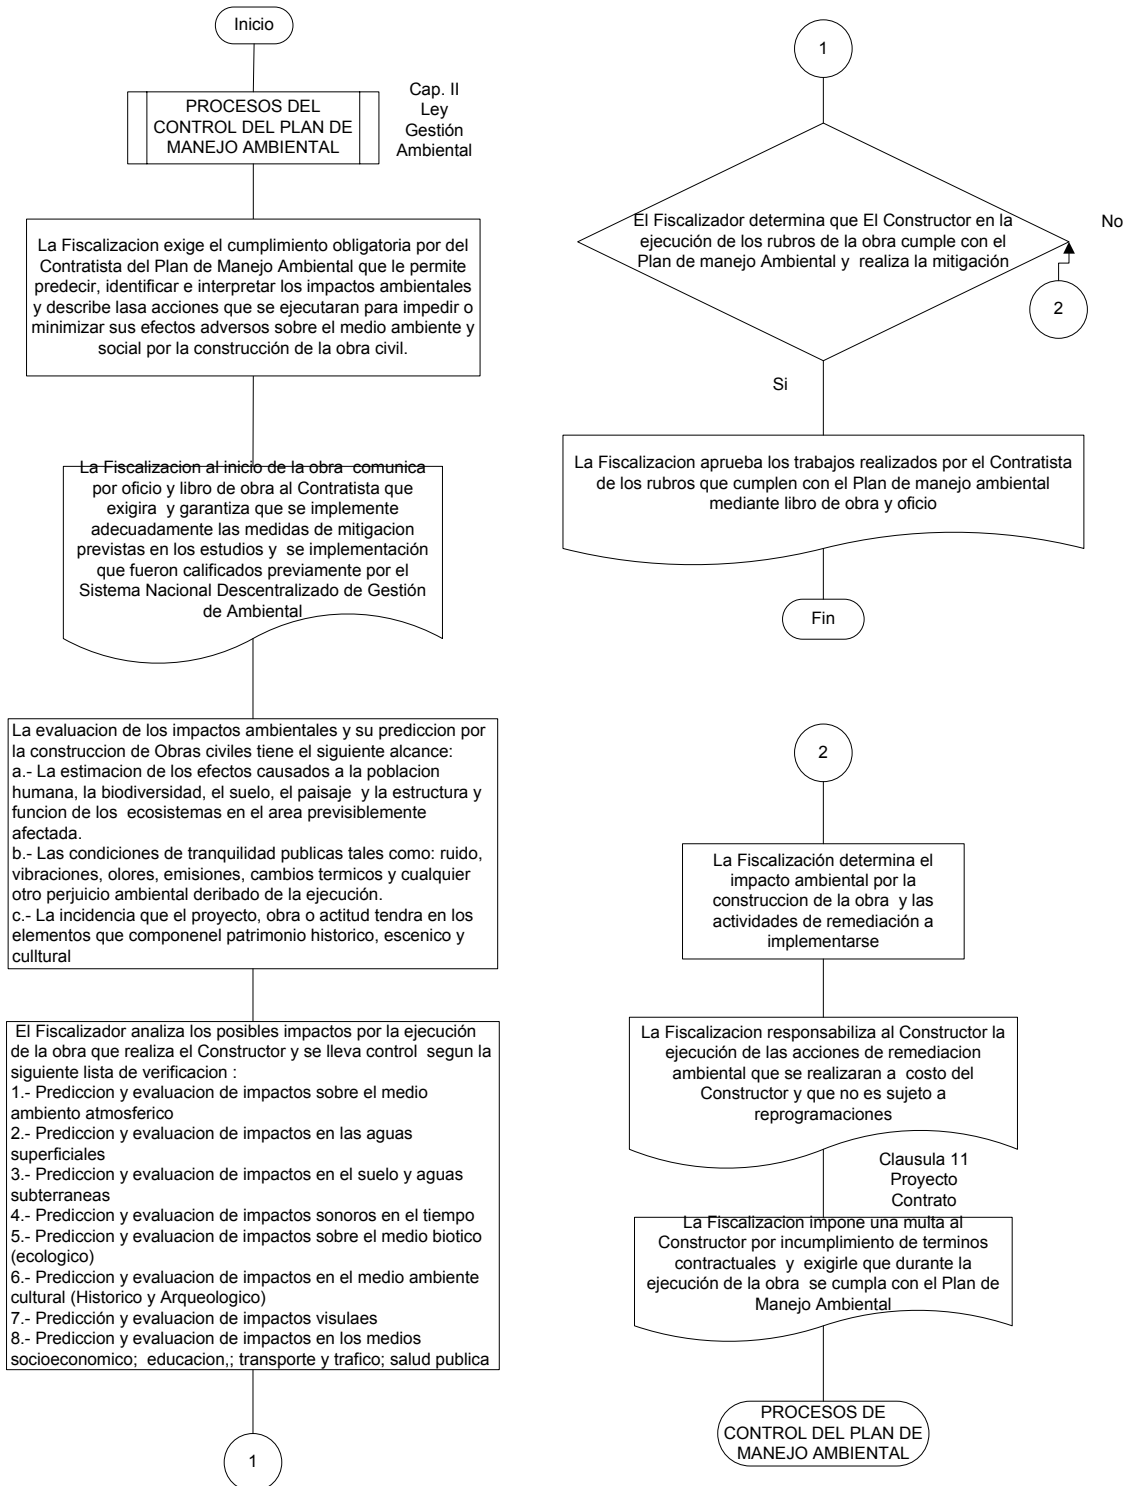 Inicio
PROCESOS DEL
CONTROL DEL PLAN DE
MANEJO AMBIENTAL
Cap. II
Ley
Gestión
Ambiental
La Fiscalizacion exige el cumplimiento obligatoria por del
Contratista del Plan de Manejo Ambiental que le permite
predecir, identificar e interpretar los impactos ambientales
y describe lasa acciones que se ejecutaran para impedir o
minimizar sus efectos adversos sobre el medio ambiente y
social por la construcción de la obra civil.
La Fiscalizacion al inicio de la obra comunica
por oficio y libro de obra al Contratista que
exigira y garantiza que se implemente
adecuadamente las medidas de mitigacion
previstas en los estudios y se implementación
que fueron calificados previamente por el
Sistema Nacional Descentralizado de Gestión
de Ambiental
La evaluacion de los impactos ambientales y su prediccion por
la construccion de Obras civiles tiene el siguiente alcance:
a.- La estimacion de los efectos causados a la poblacion
humana, la biodiversidad, el suelo, el paisaje y la estructura y
funcion de los ecosistemas en el area previsiblemente
afectada.
b.- Las condiciones de tranquilidad publicas tales como: ruido,
vibraciones, olores, emisiones, cambios termicos y cualquier
otro perjuicio ambiental deribado de la ejecución.
c.- La incidencia que el proyecto, obra o actitud tendra en los
elementos que componenel patrimonio historico, escenico y
culltural
El Fiscalizador analiza los posibles impactos por la ejecución
de la obra que realiza el Constructor y se lleva control segun la
siguiente lista de verificacion :
1.- Prediccion y evaluacion de impactos sobre el medio
ambiento atmosferico
2.- Prediccion y evaluacion de impactos en las aguas
superficiales
3.- Prediccion y evaluacion de impactos en el suelo y aguas
subterraneas
4.- Prediccion y evaluacion de impactos sonoros en el tiempo
5.- Prediccion y evaluacion de impactos sobre el medio biotico
(ecologico)
6.- Prediccion y evaluacion de impactos en el medio ambiente
cultural (Historico y Arqueologico)
7.- Predicción y evaluacion de impactos visulaes
8.- Prediccion y evaluacion de impactos en los medios
socioeconomico; educacion,; transporte y trafico; salud publica
1
1
El Fiscalizador determina que El Constructor en la
ejecución de los rubros de la obra cumple con el
Plan de manejo Ambiental y realiza la mitigación
No
2
Si
La Fiscalizacion aprueba los trabajos realizados por el Contratista
de los rubros que cumplen con el Plan de manejo ambiental
mediante libro de obra y oficio
Fin
2
La Fiscalización determina el
impacto ambiental por la
construccion de la obra y las
actividades de remediación a
implementarse
La Fiscalizacion responsabiliza al Constructor la
ejecución de las acciones de remediacion
ambiental que se realizaran a costo del
Constructor y que no es sujeto a
reprogramaciones
Clausula 11
Proyecto
Contrato
La Fiscalizacion impone una multa al
Constructor por incumplimiento de terminos
contractuales y exigirle que durante la
ejecución de la obra se cumpla con el Plan de
Manejo Ambiental
PROCESOS DE
CONTROL DEL PLAN DE
MANEJO AMBIENTAL